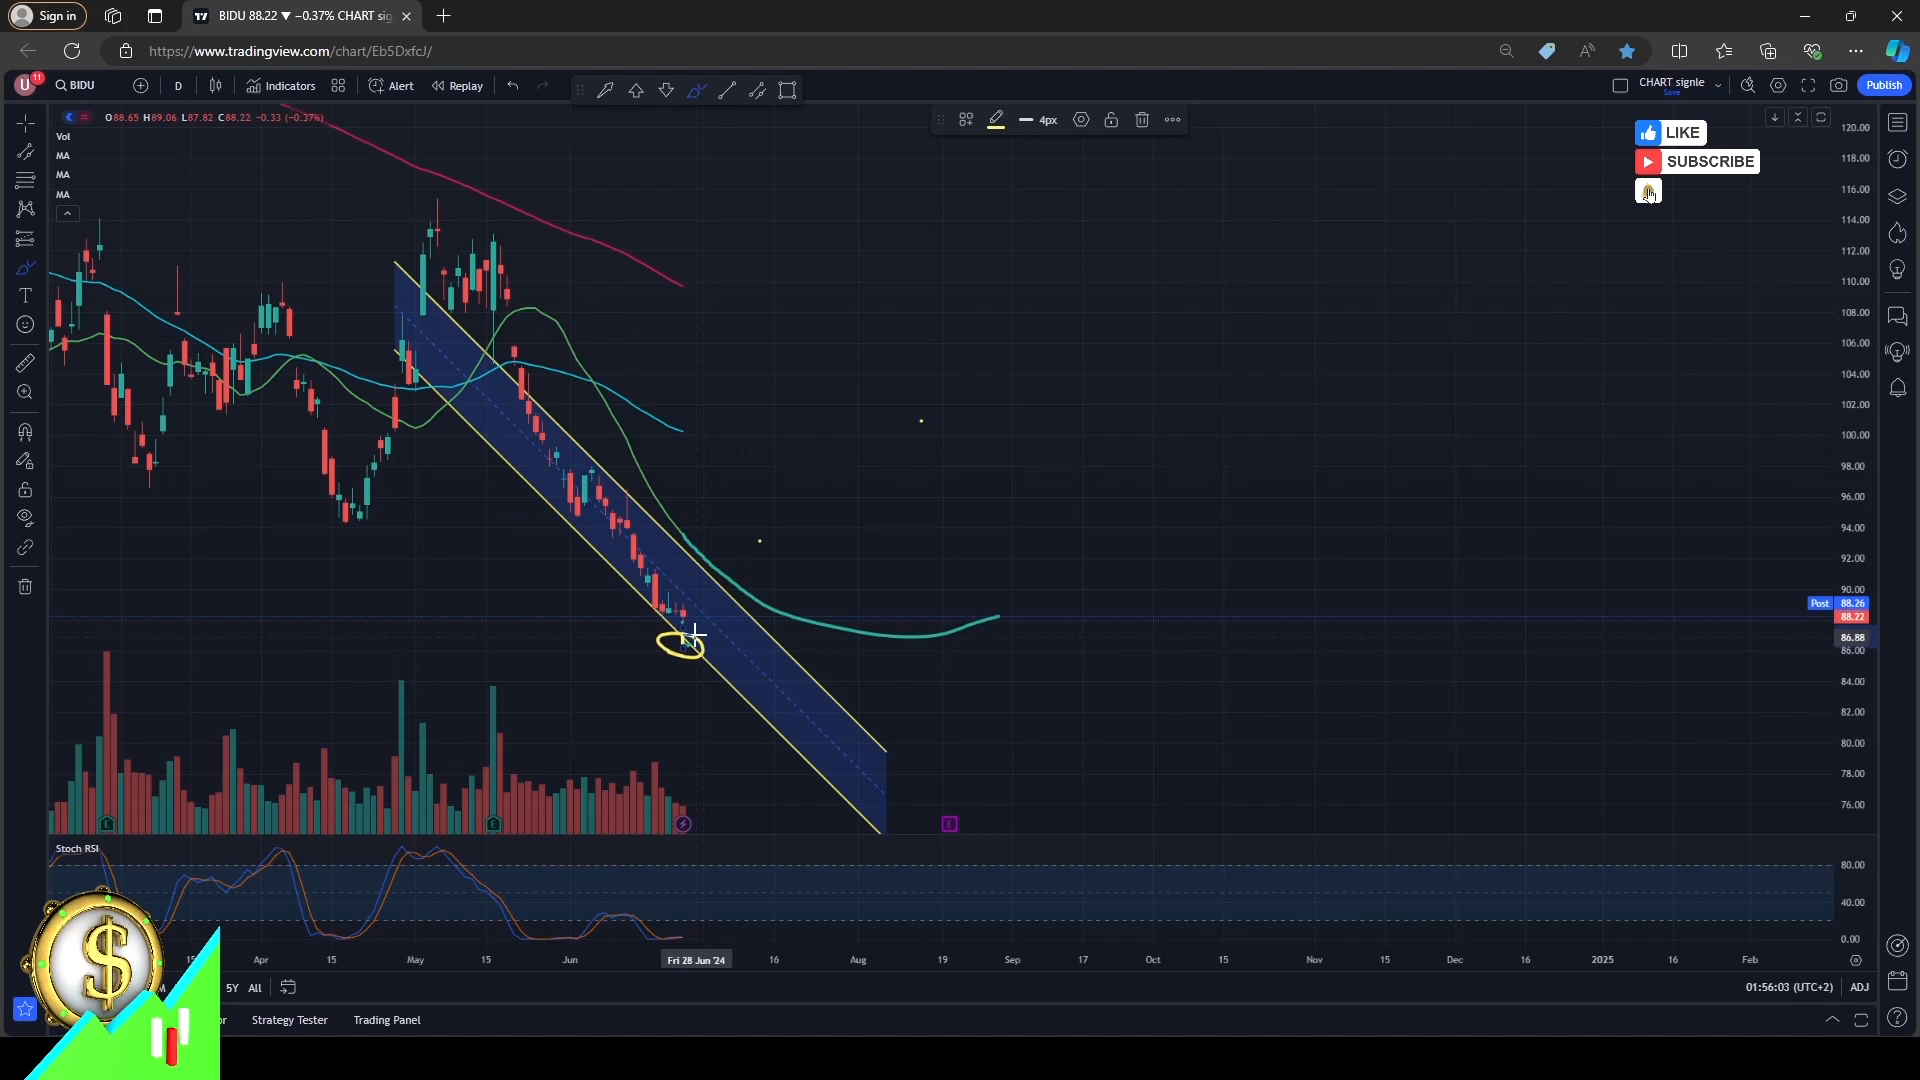 Sign in
BIDU 88.22 ▼ −0.37% CHART sig
https://www.tradingview.com/chart/Eb5DxfcJ/
U 11 BIDU D Indicators Alert Replay CHART signle Save Publish
O88.65 H89.06 L87.82 C88.22 −0.33 (−0.37%)
4px
Vol
MA
MA
MA
LIKE
SUBSCRIBE
120.00
118.00
116.00
114.00
112.00
110.00
108.00
106.00
104.00
102.00
100.00
98.00
96.00
94.00
92.00
90.00
Post 88.26
88.22
86.88
86.00
84.00
82.00
80.00
78.00
76.00
E E E
Stoch RSI
80.00
40.00
0.00
15 Apr 15 May 15 Jun Fri 28 Jun '24 16 Aug 19 Sep 17 Oct 15 Nov 15 Dec 16 2025 16 Feb
5Y All 01:56:03 (UTC+2) ADJ
Strategy Tester Trading Panel
$